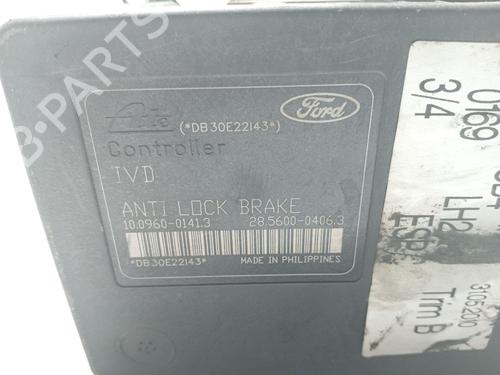 Ate
(*DB30E22143*)
Ford
Controller
IVD
ANTI LOCK BRAKE
10.0960-0141.3 28.5600-0406.3
*DB30E22143*
MADE IN PHILIPPINES
0169
3/4
LH2
ESP
3105200
Trim B